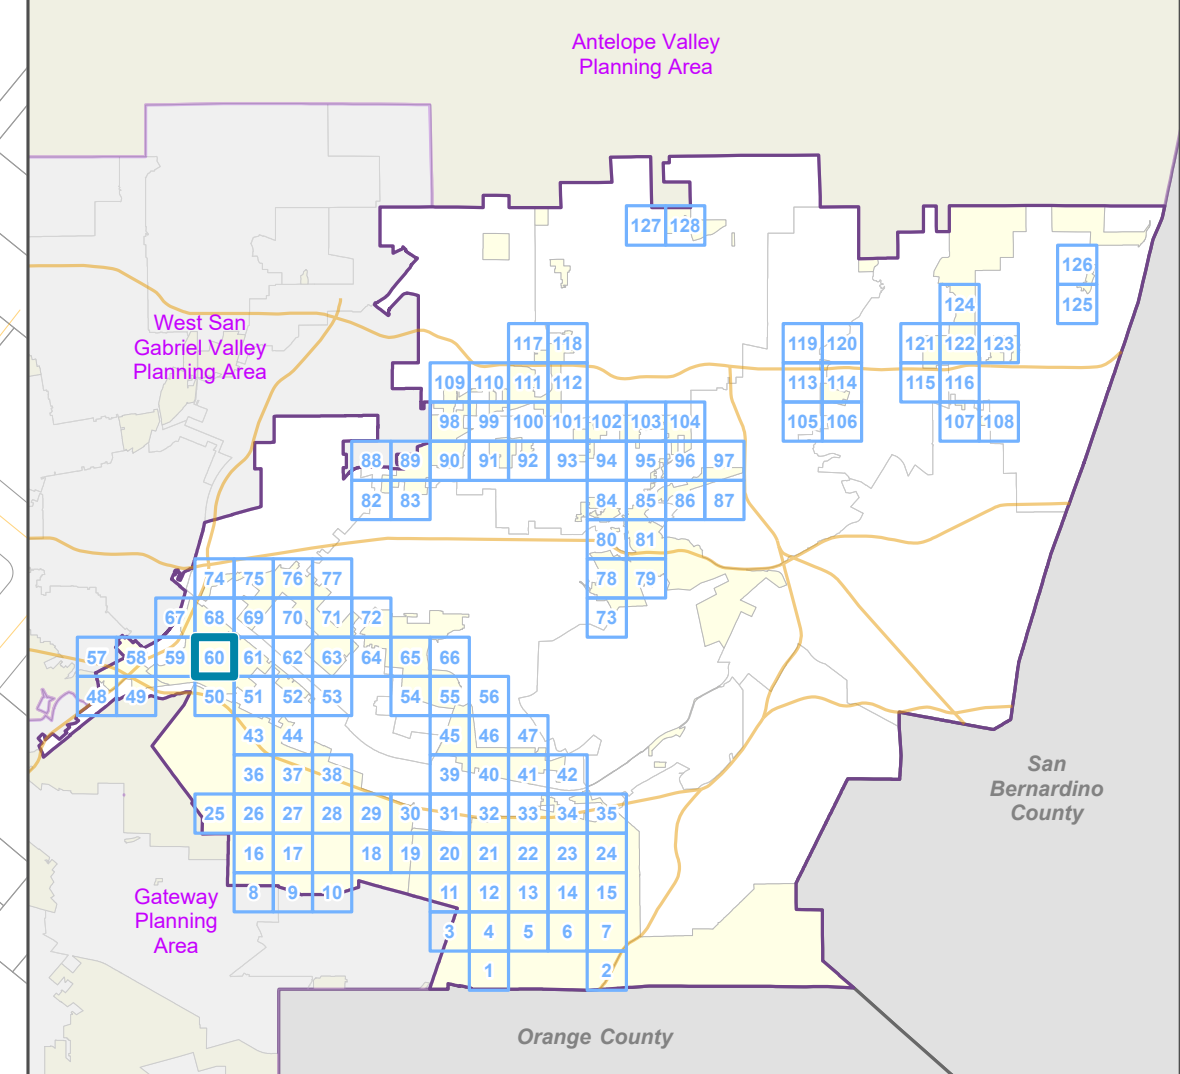 Antelope Valley
Planning Area
127 128
126
124 125
West San
Gabriel Valley
Planning Area
117 118 119 120 121 122 123
109 110 111 112 113 114 115 116
98 99 100 101 102 103 104 105 106 107 108
88 89 90 91 92 93 94 95 96 97
82 83 84 85 86 87
80 81
74 75 76 77 78 79
67 68 69 70 71 72 73
57 58 59 60 61 62 63 64 65 66
48 49 50 51 52 53 54 55 56
43 44 45 46 47
36 37 38 39 40 41 42
San
Bernardino
County
25 26 27 28 29 30 31 32 33 34 35
16 17 18 19 20 21 22 23 24
8 9 10 11 12 13 14 15
Gateway
Planning
Area
3 4 5 6 7
1 2
Orange County